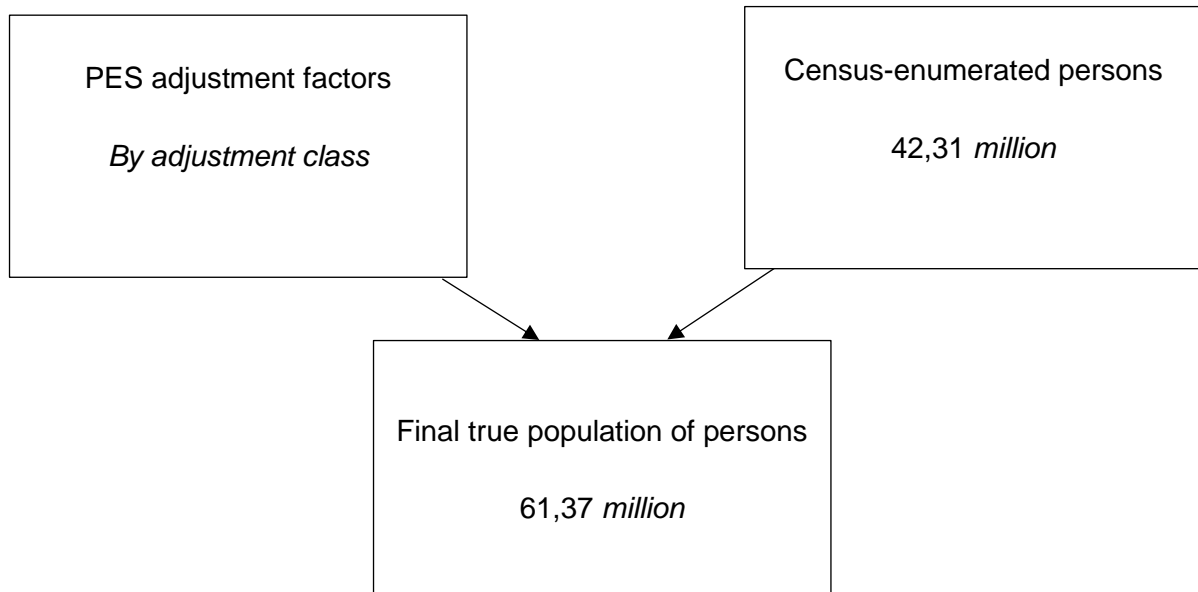 PES adjustment factors
By adjustment class
Census-enumerated persons
42,31 million
Final true population of persons
61,37 million